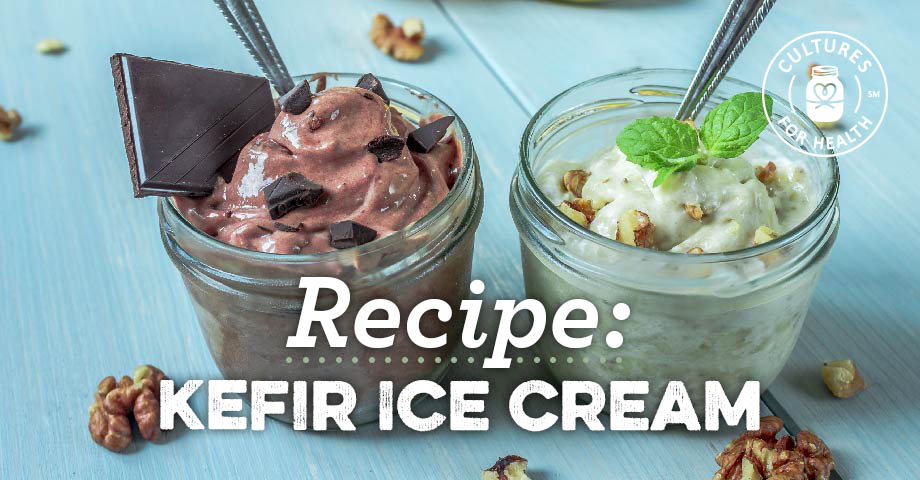 CULTURES
SM
FOR HEALTH
Recipe:
KEFIR ICE CREAM